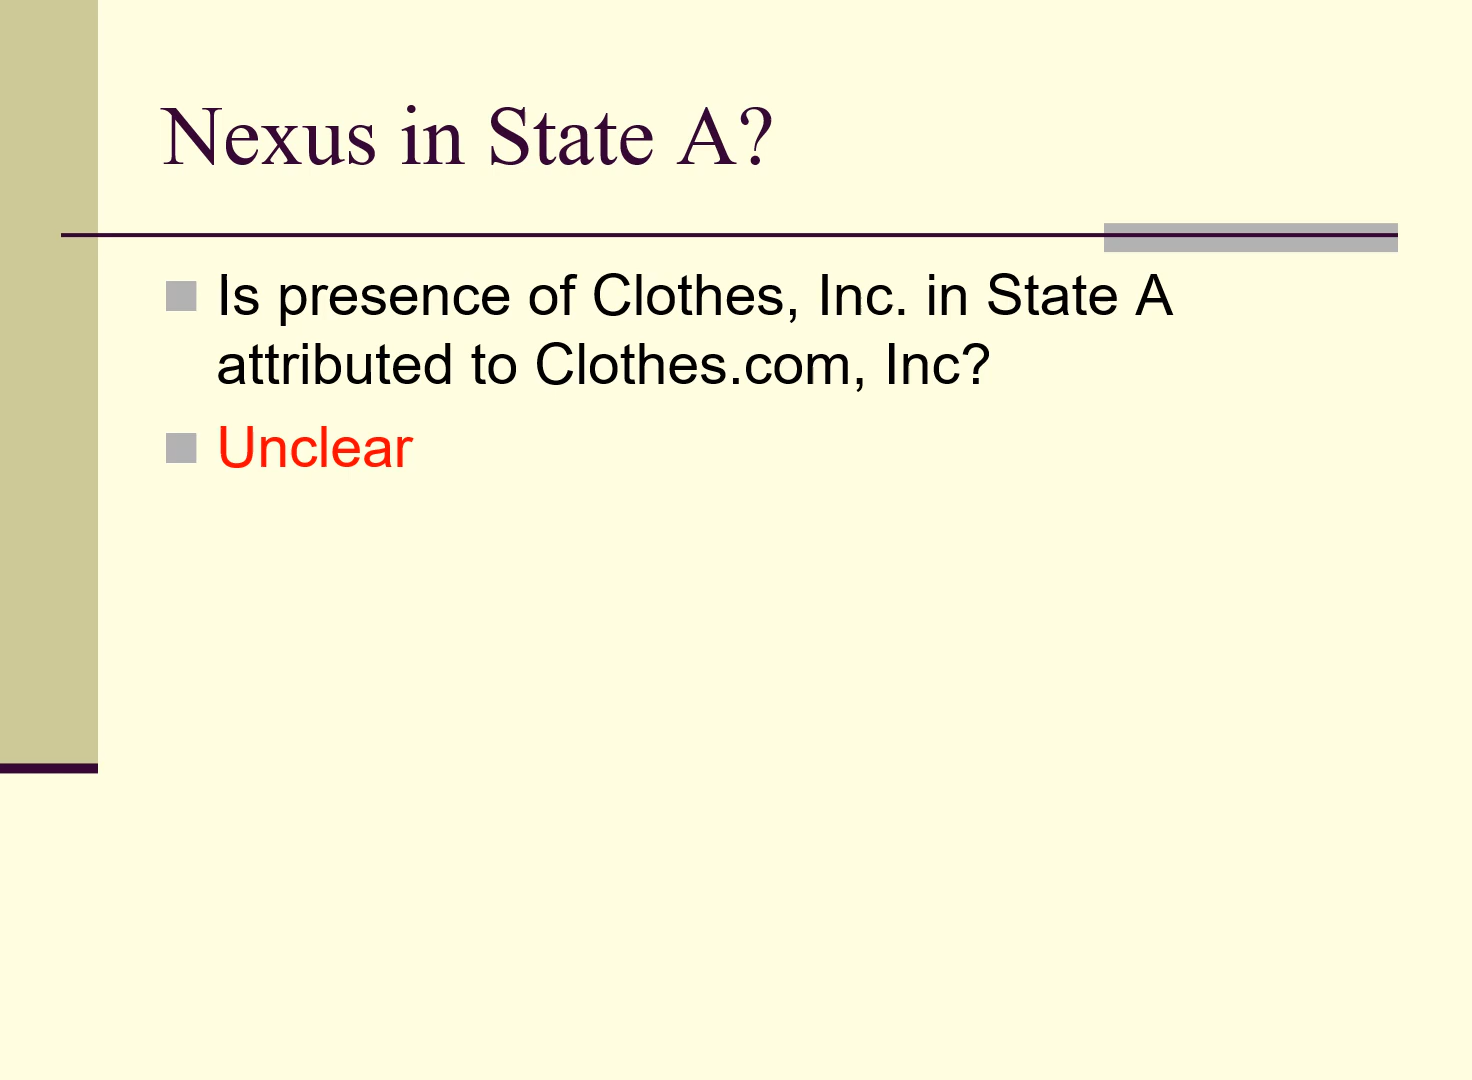 Nexus in State A?
Is presence of Clothes, Inc. in State A
attributed to Clothes.com, Inc?
Unclear